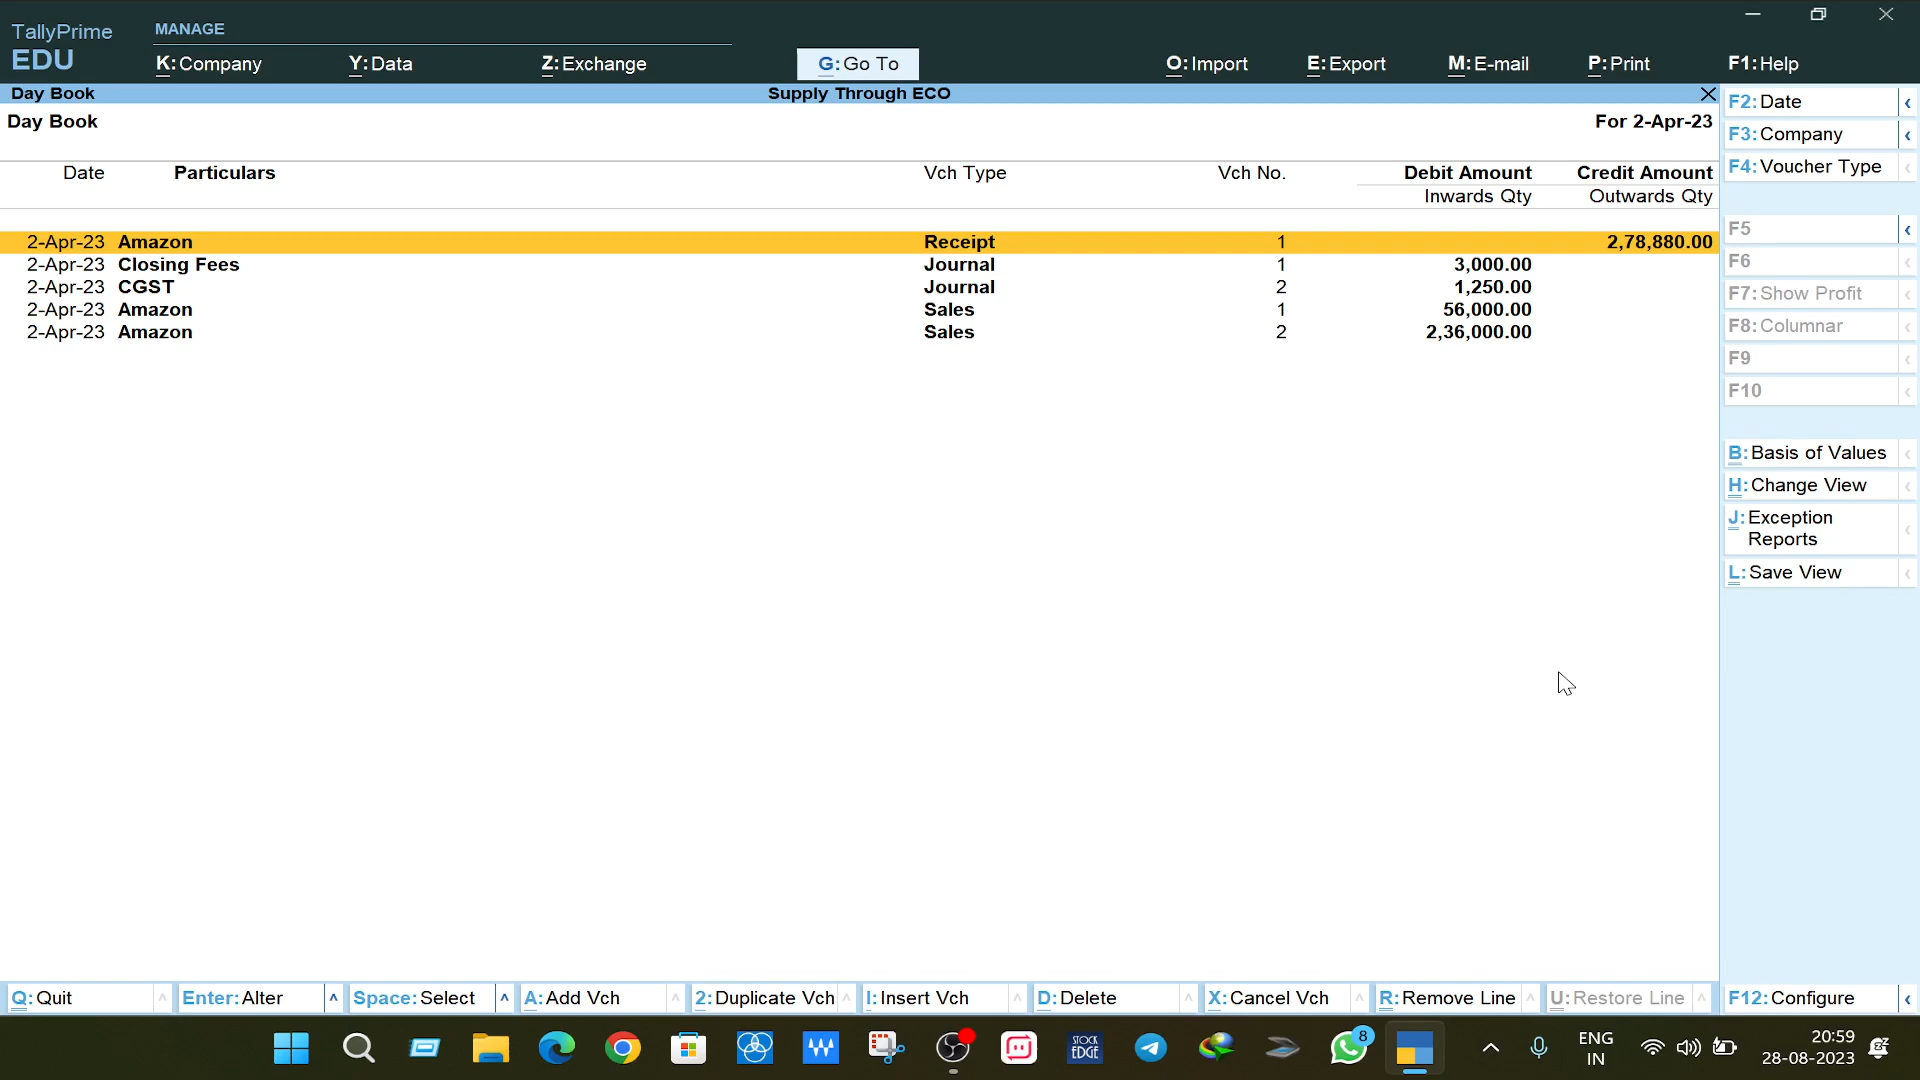 TallyPrime
EDU
MANAGE
K:Company Y:Data Z:Exchange G:Go To O:Import E:Export M:E-mail P:Print F1:Help
Day Book Supply Through ECO
Day Book For 2-Apr-23
Date Particulars Vch Type Vch No. Debit Amount Credit Amount
Inwards Qty Outwards Qty
2-Apr-23 Amazon Receipt 1 2,78,880.00
2-Apr-23 Closing Fees Journal 1 3,000.00
2-Apr-23 CGST Journal 2 1,250.00
2-Apr-23 Amazon Sales 1 56,000.00
2-Apr-23 Amazon Sales 2 2,36,000.00
F2:Date
F3:Company
F4:Voucher Type
F5
F6
F7:Show Profit
F8:Columnar
F9
F10
B:Basis of Values
H:Change View
J:Exception
Reports
L:Save View
Q:Quit Enter:Alter Space:Select A:Add Vch 2:Duplicate Vch I:Insert Vch D:Delete X:Cancel Vch R:Remove Line U:Restore Line F12:Configure
STOCK
EDGE
8
ENG
IN
20:59
28-08-2023